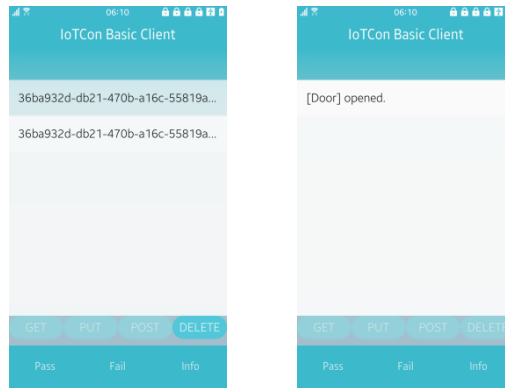 06:10
IoTCon Basic Client
36ba932d-db21-470b-a16c-55819a...
36ba932d-db21-470b-a16c-55819a...
GET PUT POST DELETE
Pass Fail Info
06:10
IoTCon Basic Client
[Door] opened.
GET PUT POST DELETE
Pass Fail Info